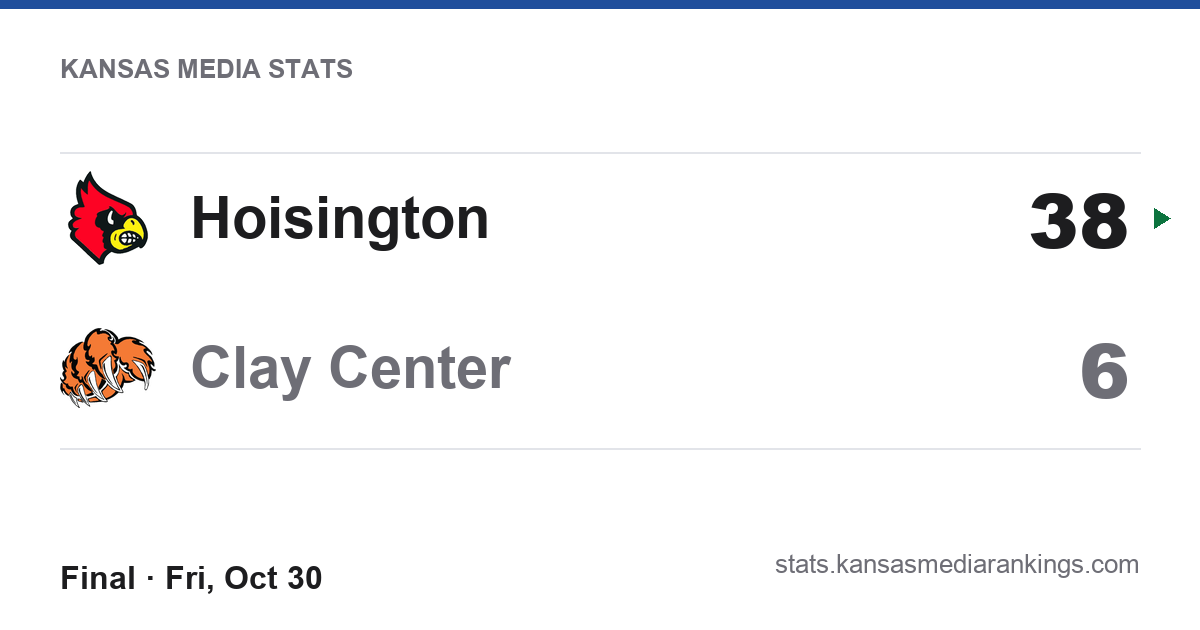 KANSAS MEDIA STATS
Hoisington 38
Clay Center 6
Final · Fri, Oct 30
stats.kansasmediarankings.com